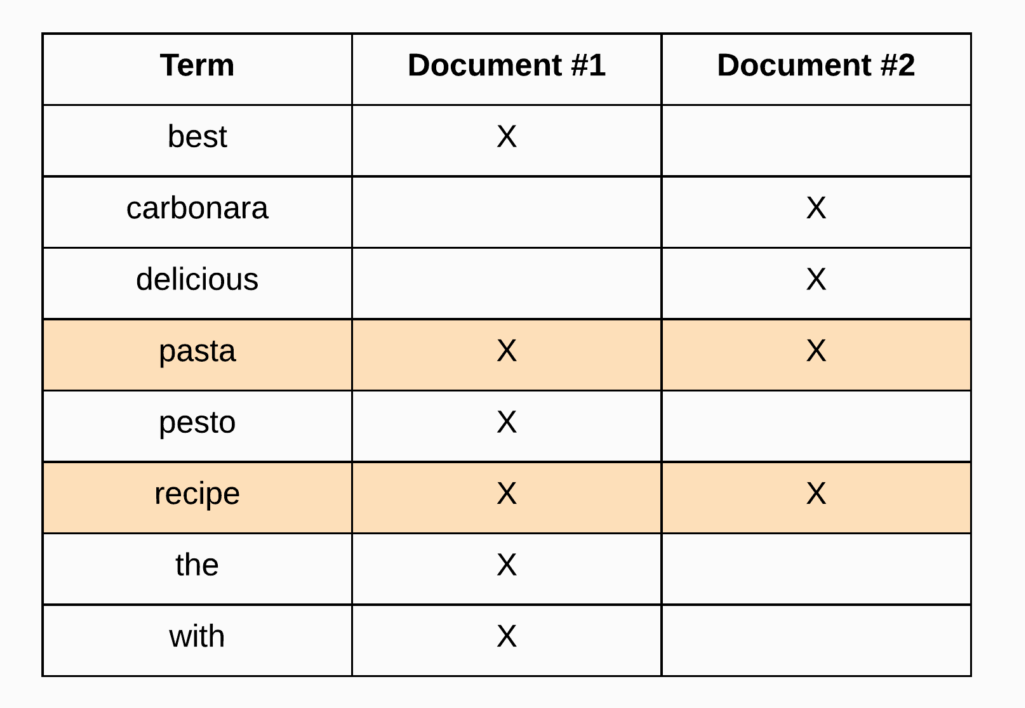 Term Document #1 Document #2
best X
carbonara X
delicious X
pasta X X
pesto X
recipe X X
the X
with X